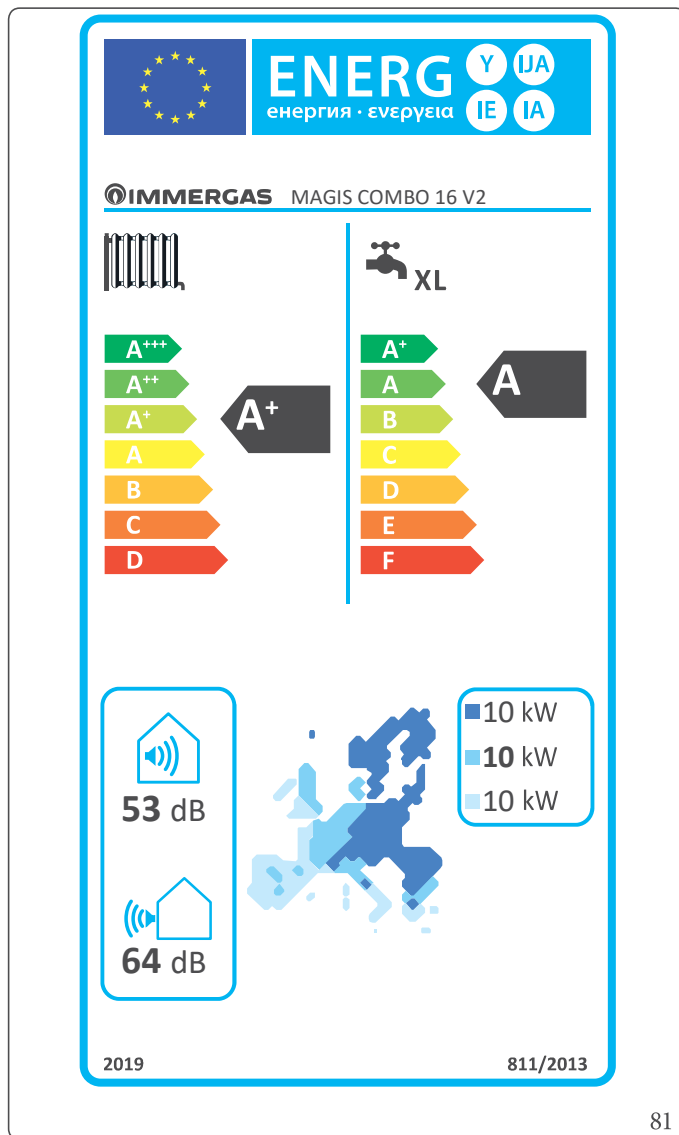 ENERG
енергия · ενεργεια
Y IJA
IE IA
IMMERGAS MAGIS COMBO 16 V2
XL
A+++
A++
A+
A
B
C
D
A+
A+
A
B
C
D
E
F
A
53 dB
64 dB
10 kW
10 kW
10 kW
2019
811/2013
81